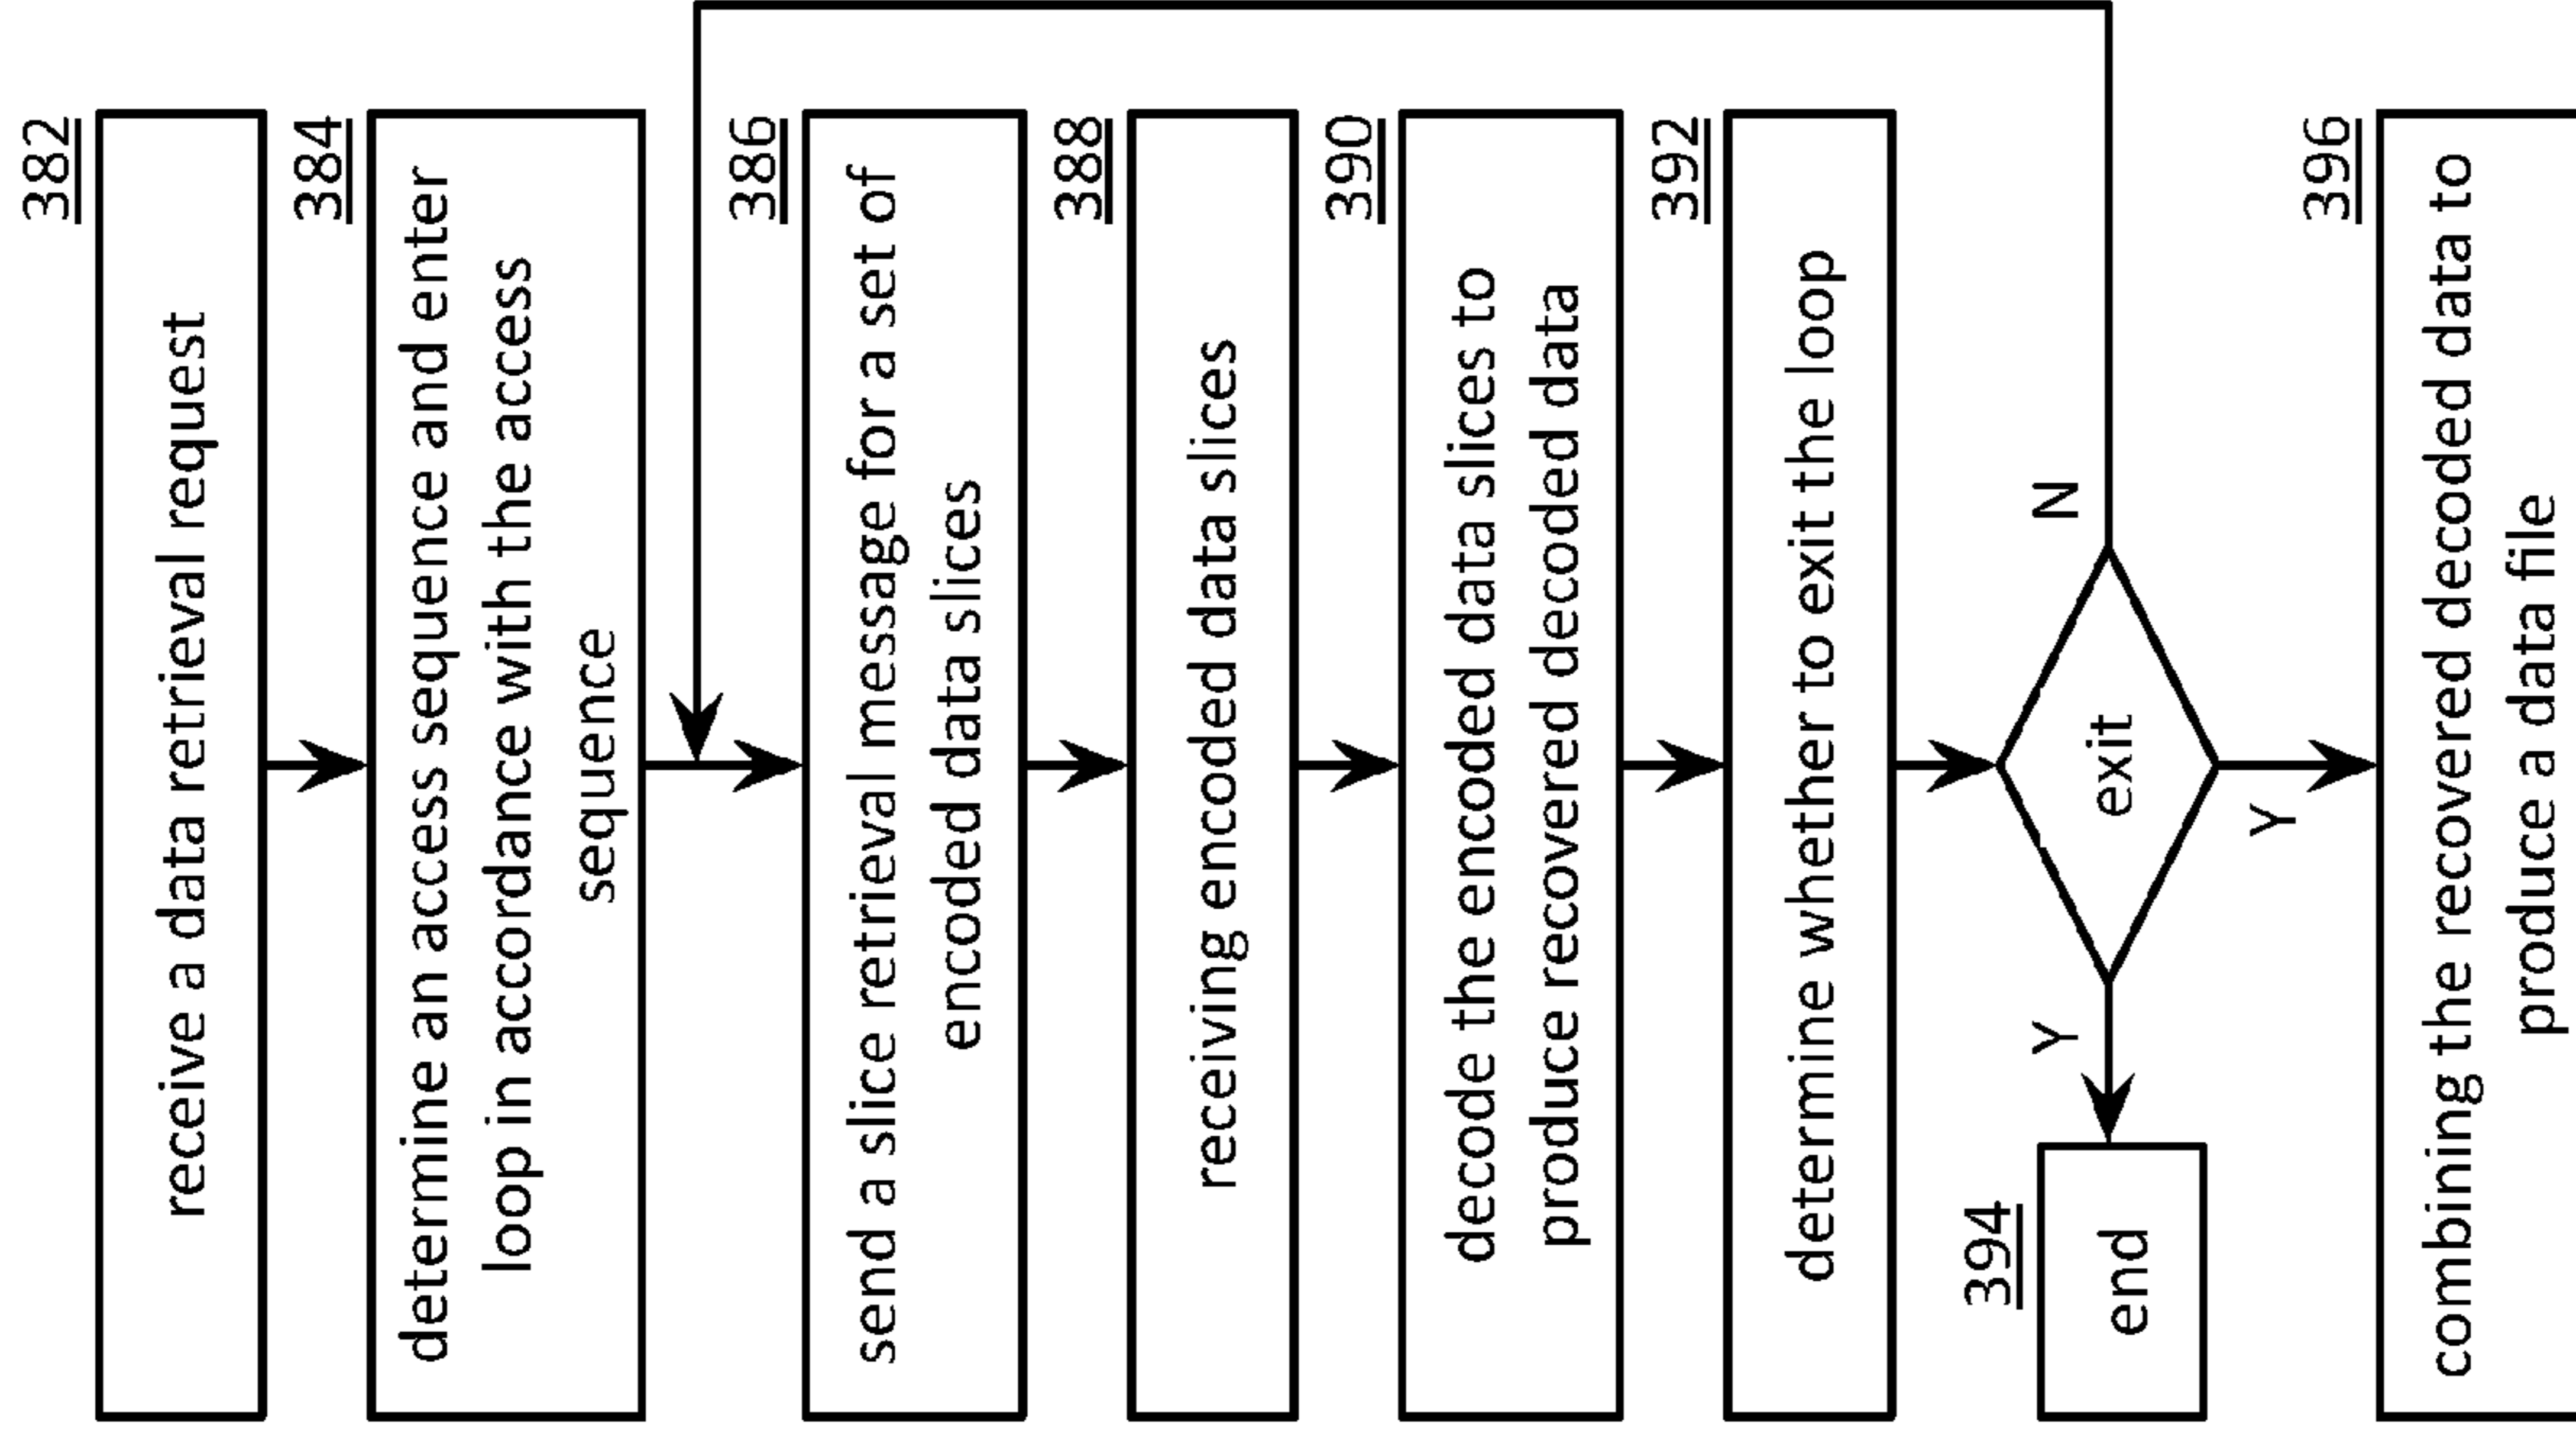 382
receive a data retrieval request
384
determine an access sequence and enter
loop in accordance with the access
sequence
386
send a slice retrieval message for a set of
encoded data slices
388
receiving encoded data slices
390
decode the encoded data slices to
produce recovered decoded data
392
determine whether to exit the loop
exit
N
Y
Y
394
end
396
combining the recovered decoded data to
produce a data file